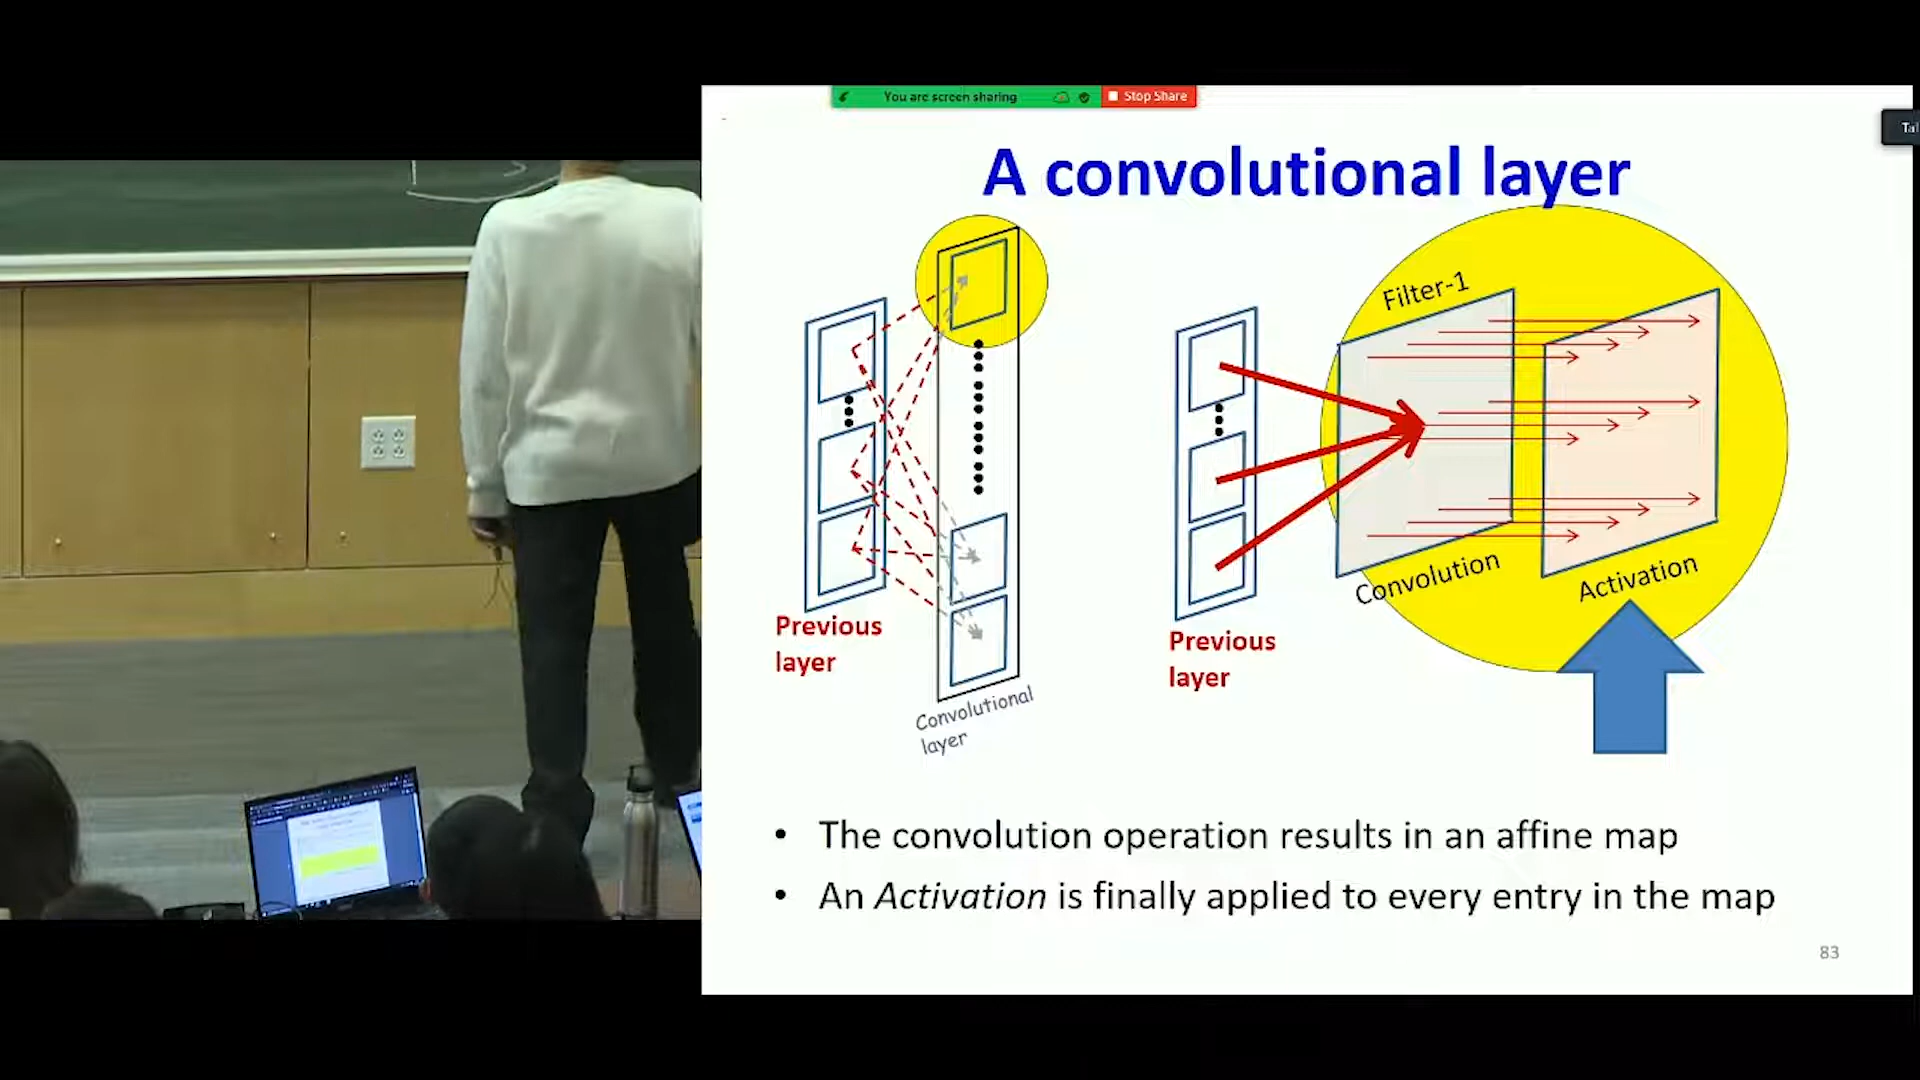 You are screen sharing
Stop Share
Tal
A convolutional layer
Filter-1
Convolution
Activation
Previous
layer
Convolutional
layer
Previous
layer
• The convolution operation results in an affine map
• An Activation is finally applied to every entry in the map
83